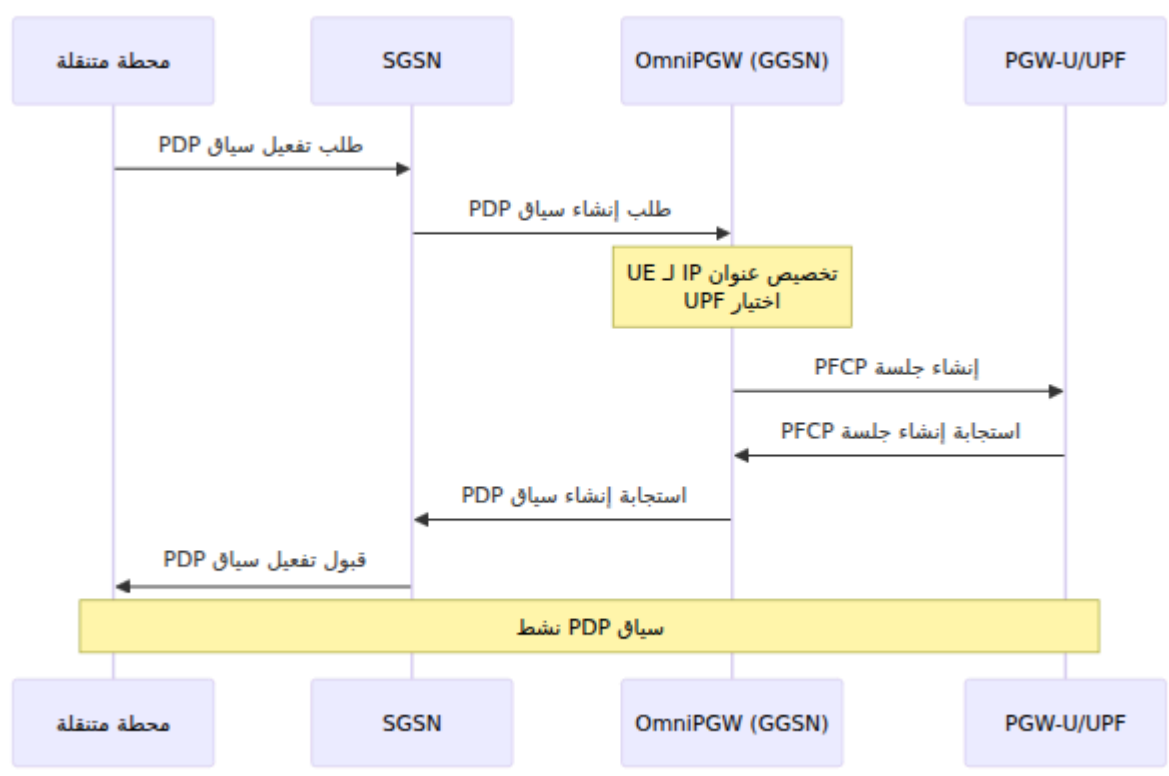 محطة متنقلة
SGSN
OmniPGW (GGSN)
PGW-U/UPF
طلب تفعيل سياق PDP
طلب إنشاء سياق PDP
تخصيص عنوان IP لـ UE
اختيار UPF
إنشاء جلسة PFCP
استجابة إنشاء جلسة PFCP
استجابة إنشاء سياق PDP
قبول تفعيل سياق PDP
سياق PDP نشط
محطة متنقلة
SGSN
OmniPGW (GGSN)
PGW-U/UPF